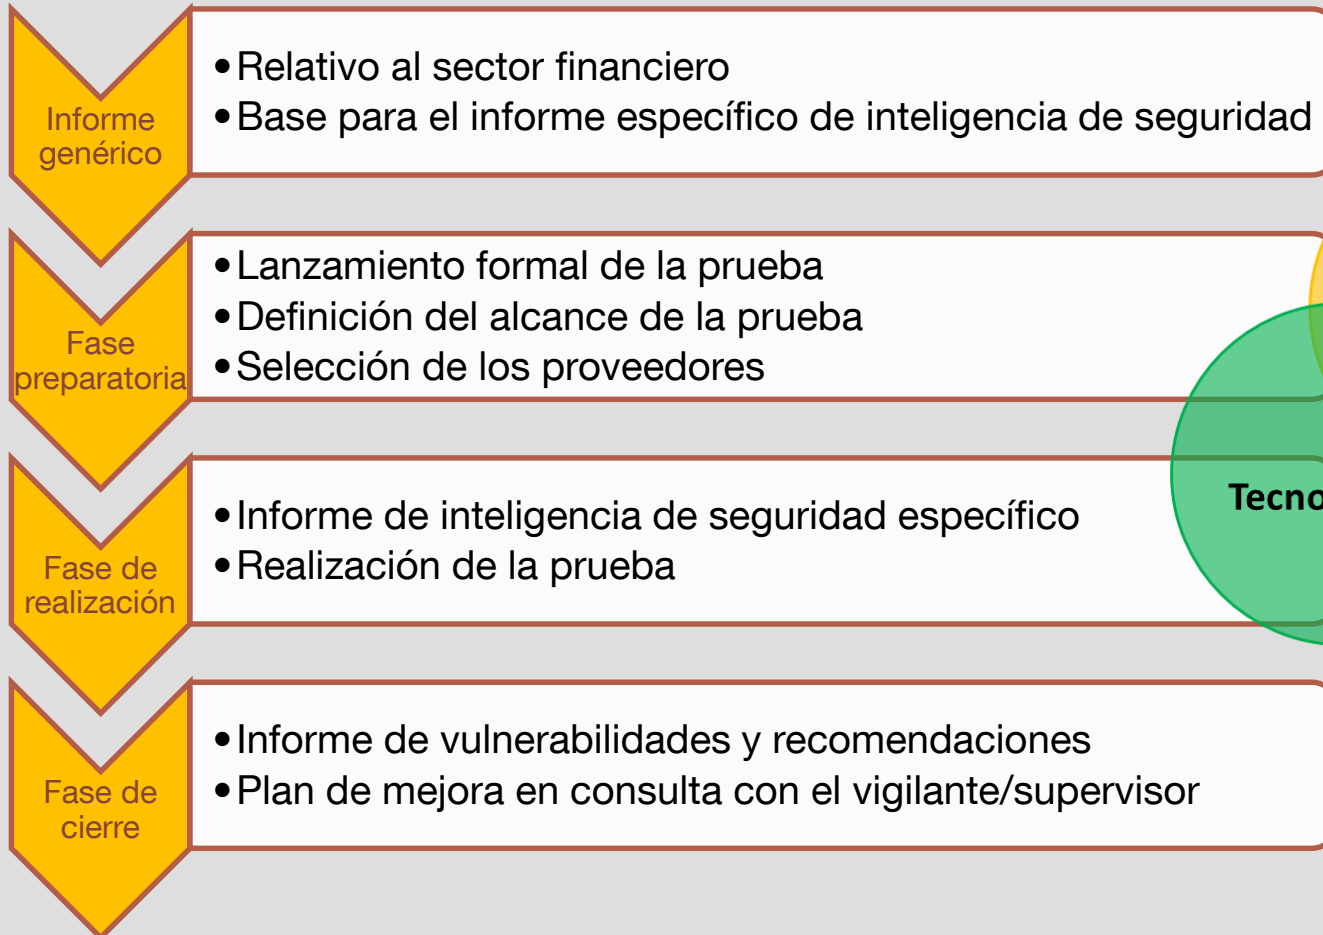 Informe
genérico
•Relativo al sector financiero
•Base para el informe específico de inteligencia de seguridad
Fase
preparatoria
•Lanzamiento formal de la prueba
•Definición del alcance de la prueba
•Selección de los proveedores
Fase de
realización
•Informe de inteligencia de seguridad específico
•Realización de la prueba
Tecno
Fase de
cierre
•Informe de vulnerabilidades y recomendaciones
•Plan de mejora en consulta con el vigilante/supervisor